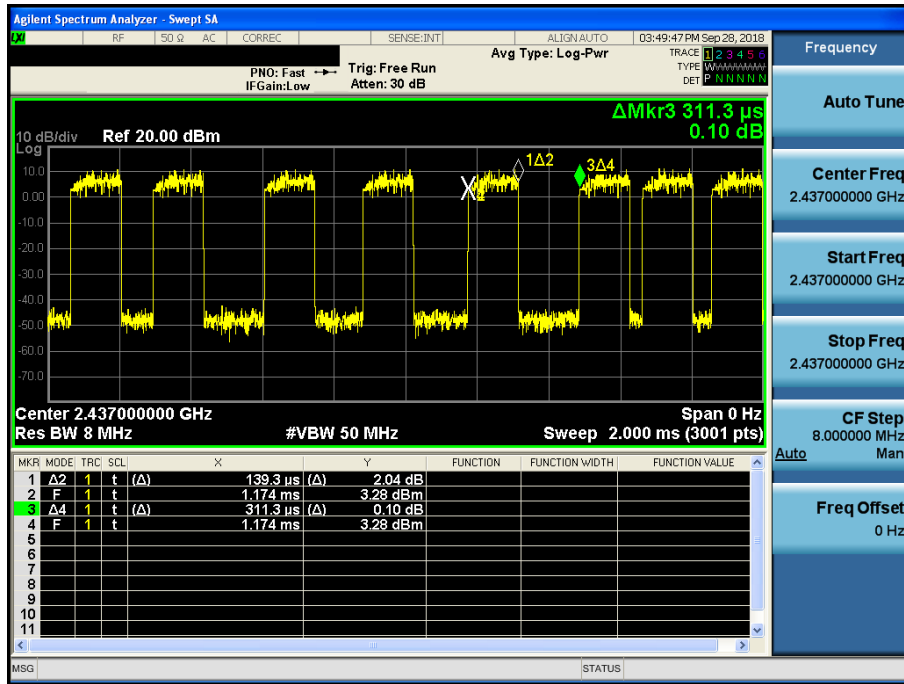 Agilent Spectrum Analyzer - Swept SA
LXI RF 50 Ω AC CORREC SENSE:INT ALIGN AUTO 03:49:47 PM Sep 28, 2018
Frequency
Avg Type: Log-Pwr TRACE 1 2 3 4 5 6
PNO: Fast Trig: Free Run TYPE WWWWWW
IFGain:Low Atten: 30 dB DET P N N N N N
Auto Tune
ΔMkr3 311.3 µs
10 dB/div Ref 20.00 dBm 0.10 dB
Log
10.0
0.00
-10.0
-20.0
-30.0
-40.0
-50.0
-60.0
-70.0
1Δ2
3Δ4
X
4
Center 2.437000000 GHz Span 0 Hz
Res BW 8 MHz #VBW 50 MHz Sweep 2.000 ms (3001 pts)
MKR MODE TRC SCL X Y FUNCTION FUNCTION WIDTH FUNCTION VALUE
1 Δ2 1 t (Δ) 139.3 µs (Δ) 2.04 dB
2 F 1 t 1.174 ms 3.28 dBm
3 Δ4 1 t (Δ) 311.3 µs (Δ) 0.10 dB
4 F 1 t 1.174 ms 3.28 dBm
5
6
7
8
9
10
11
Center Freq
2.437000000 GHz
Start Freq
2.437000000 GHz
Stop Freq
2.437000000 GHz
CF Step
8.000000 MHz
Auto Man
Freq Offset
0 Hz
MSG STATUS